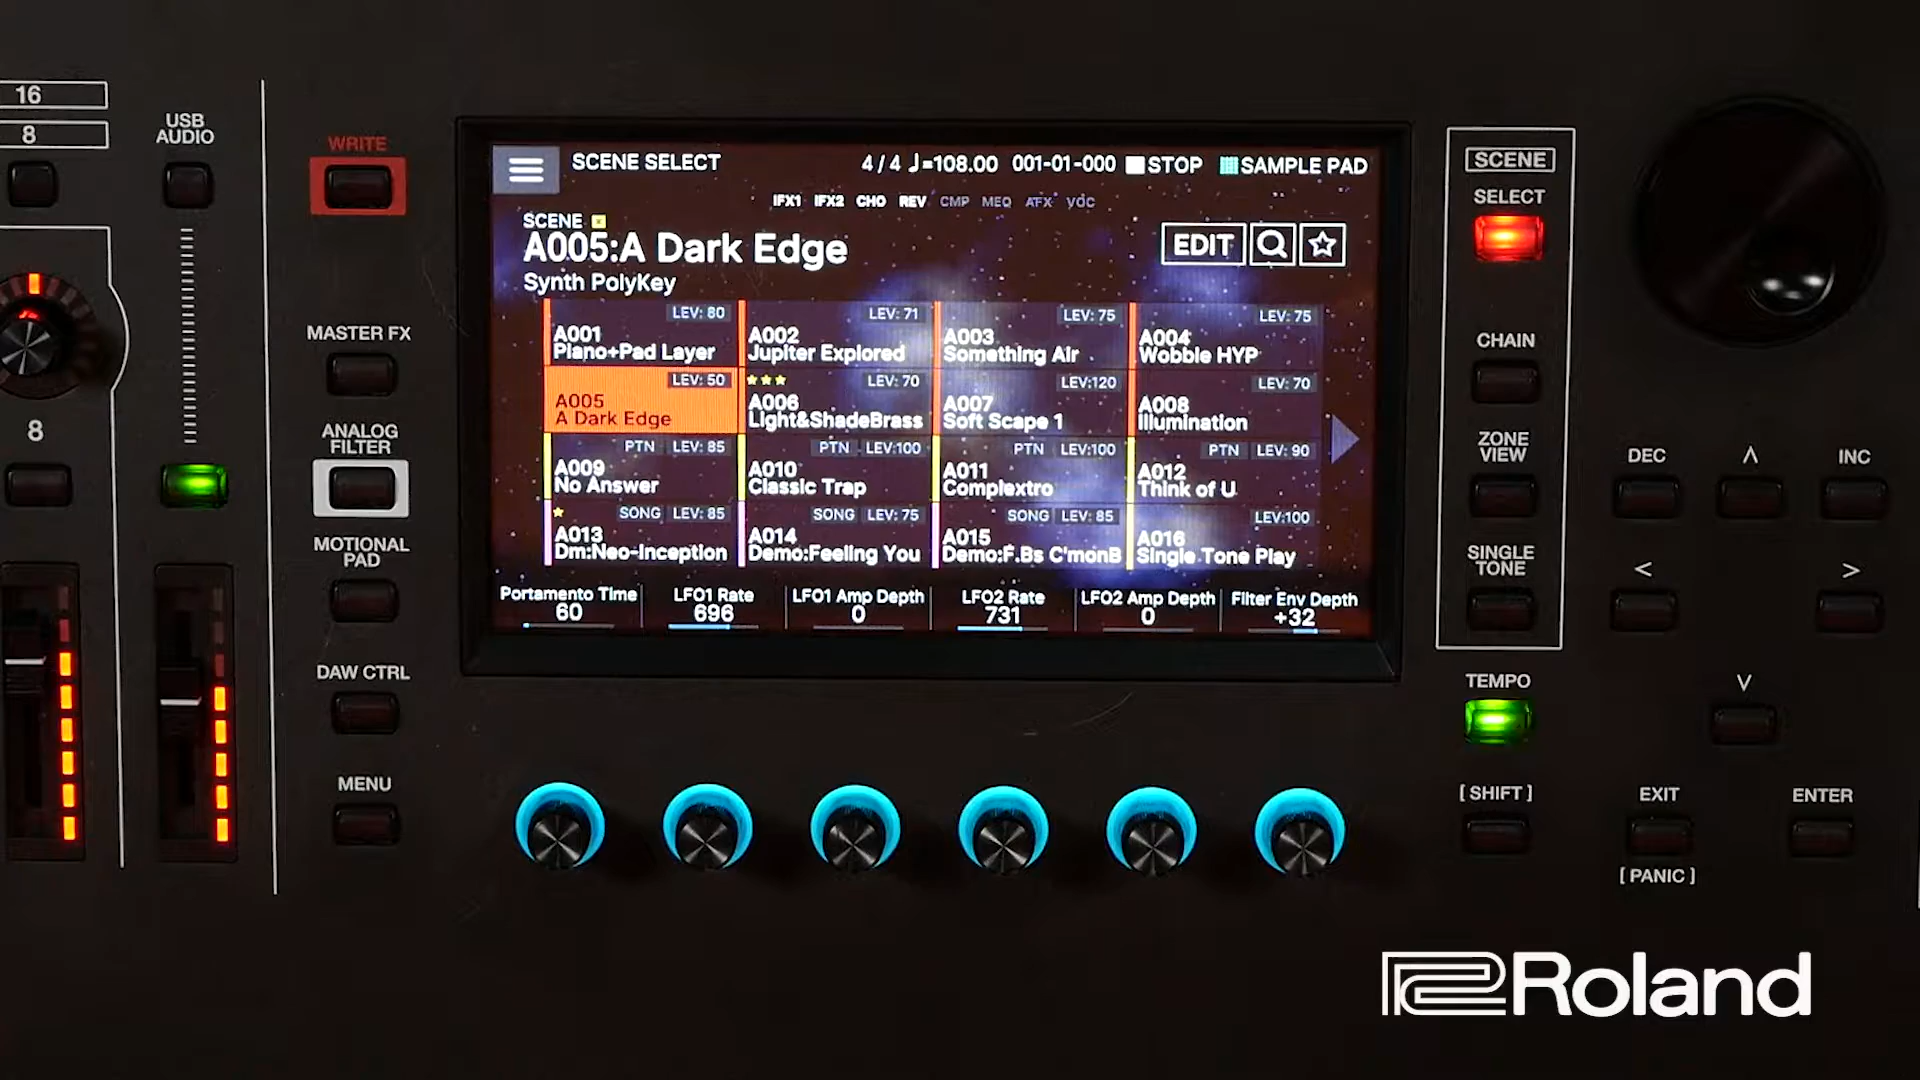 16
8
USB
AUDIO
8
WRITE
MASTER FX
ANALOG
FILTER
MOTIONAL
PAD
DAW CTRL
MENU
SCENE SELECT
4/4 ♩=108.00 001-01-000 STOP SAMPLE PAD
IFX1 IFX2 CHO REV CMP MEQ AFX VOC
SCENE
A005:A Dark Edge
Synth PolyKey
EDIT
LEV: 80
A001
Piano+Pad Layer
LEV: 71
A002
Jupiter Explored
LEV: 75
A003
Something Air
LEV: 75
A004
Wobble HYP
LEV: 50
A005
A Dark Edge
LEV: 70
A006
Light&ShadeBrass
LEV:120
A007
Soft Scape 1
LEV: 70
A008
Illumination
PTN LEV: 85
A009
No Answer
PTN LEV:100
A010
Classic Trap
PTN LEV:100
A011
Complextro
PTN LEV: 90
A012
Think of U
SONG LEV: 85
A013
Dm:Neo-Inception
SONG LEV: 75
A014
Demo:Feeling You
SONG LEV: 85
A015
Demo:F.Bs C'monB
LEV:100
A016
Single Tone Play
Portamento Time
60
LFO1 Rate
696
LFO1 Amp Depth
0
LFO2 Rate
731
LFO2 Amp Depth
0
Filter Env Depth
+32
SCENE
SELECT
CHAIN
ZONE
VIEW
SINGLE
TONE
TEMPO
[SHIFT]
DEC
INC
EXIT
[PANIC]
ENTER
Roland